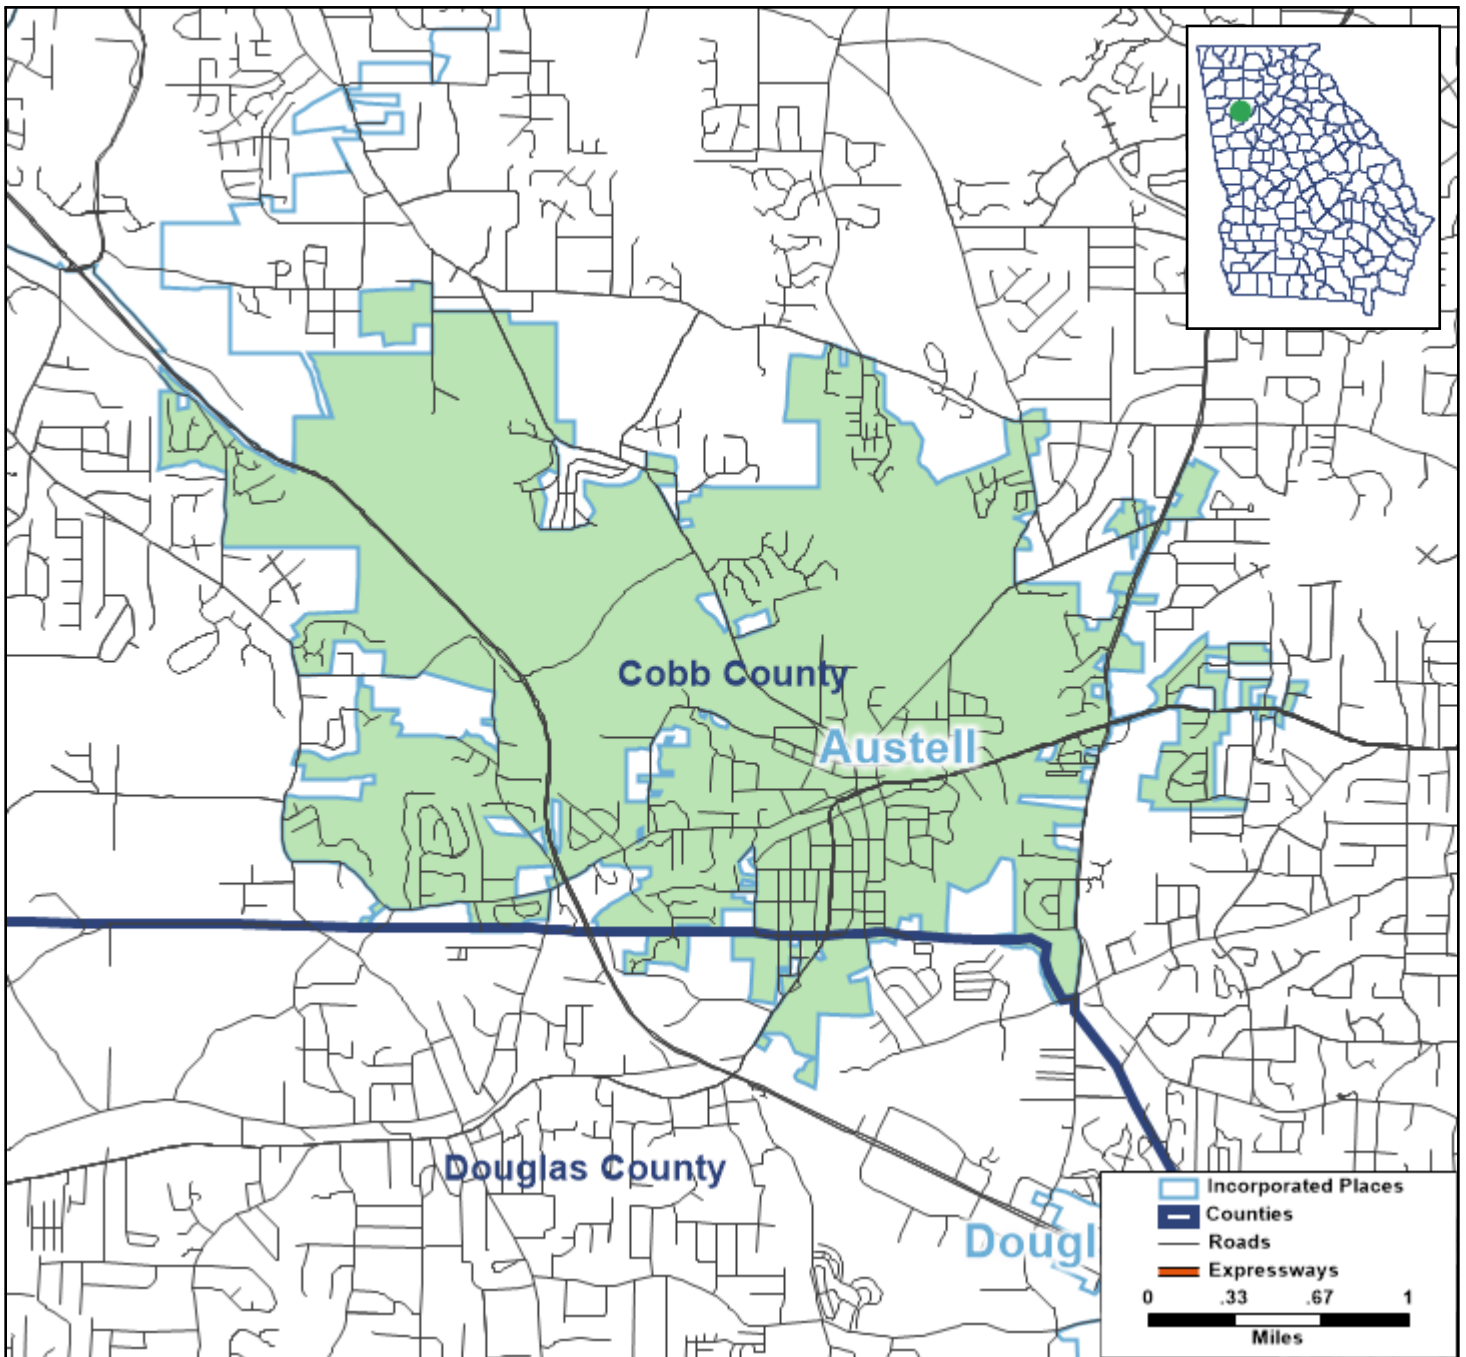 Cobb County
Austell
Douglas County
Dougl
Incorporated Places
Counties
Roads
Expressways
0 .33 .67 1
Miles